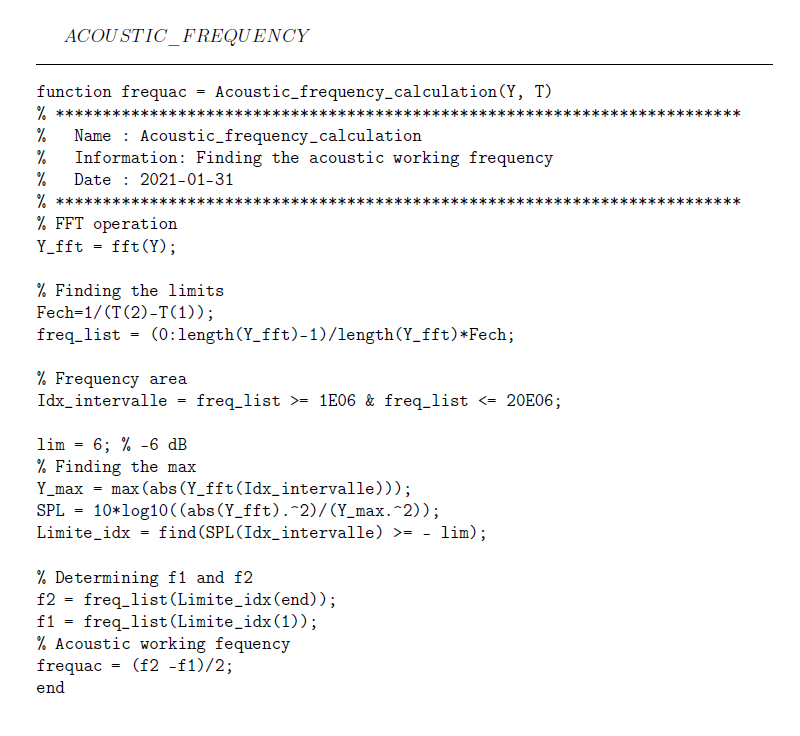 ACOUSTIC_FREQUENCY
function frequac = Acoustic_frequency_calculation(Y, T)
% *************************************************************************
%   Name : Acoustic_frequency_calculation
%   Information: Finding the acoustic working frequency
%   Date : 2021-01-31
% *************************************************************************
% FFT operation
Y_fft = fft(Y);
% Finding the limits
Fech=1/(T(2)-T(1));
freq_list = (0:length(Y_fft)-1)/length(Y_fft)*Fech;
% Frequency area
Idx_intervalle = freq_list >= 1E06 & freq_list <= 20E06;
lim = 6; % -6 dB
% Finding the max
Y_max = max(abs(Y_fft(Idx_intervalle)));
SPL = 10*log10((abs(Y_fft).^2)/(Y_max.^2));
Limite_idx = find(SPL(Idx_intervalle) >= - lim);
% Determining f1 and f2
f2 = freq_list(Limite_idx(end));
f1 = freq_list(Limite_idx(1));
% Acoustic working fequency
frequac = (f2 -f1)/2;
end